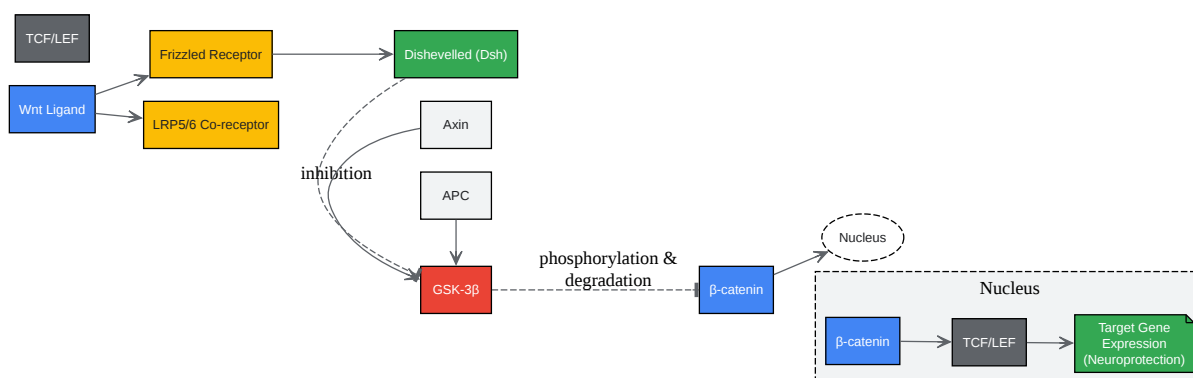 TCF/LEF
Frizzled Receptor
Dishevelled (Dsh)
Wnt Ligand
LRP5/6 Co-receptor
Axin
inhibition
APC
GSK-3β
phosphorylation &
degradation
β-catenin
Nucleus
Nucleus
β-catenin
TCF/LEF
Target Gene
Expression
(Neuroprotection)